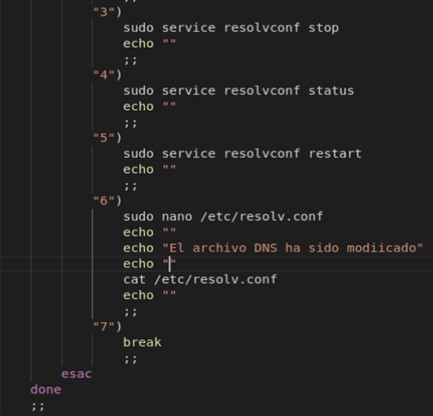 "3")
sudo service resolvconf stop
echo ""
;;
"4")
sudo service resolvconf status
echo ""
;;
"5")
sudo service resolvconf restart
echo ""
;;
"6")
sudo nano /etc/resolv.conf
echo ""
echo "El archivo DNS ha sido modiicado"
echo ""
cat /etc/resolv.conf
echo ""
;;
"7")
break
;;
esac
done
;;